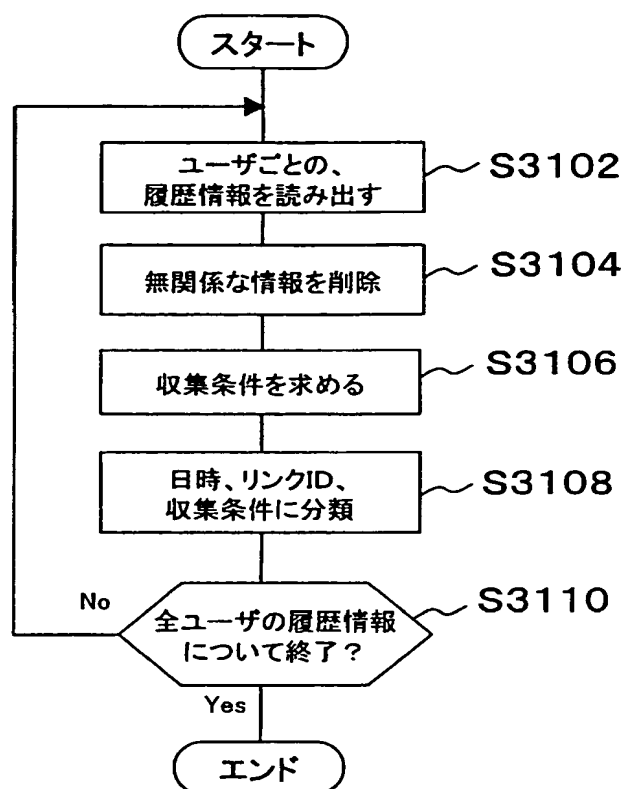 スタート
ユーザごとの、
履歴情報を読み出す
S3102
無関係な情報を削除
S3104
収集条件を求める
S3106
日時、リンクID、
収集条件に分類
S3108
No
全ユーザの履歴情報
について終了？
S3110
Yes
エンド